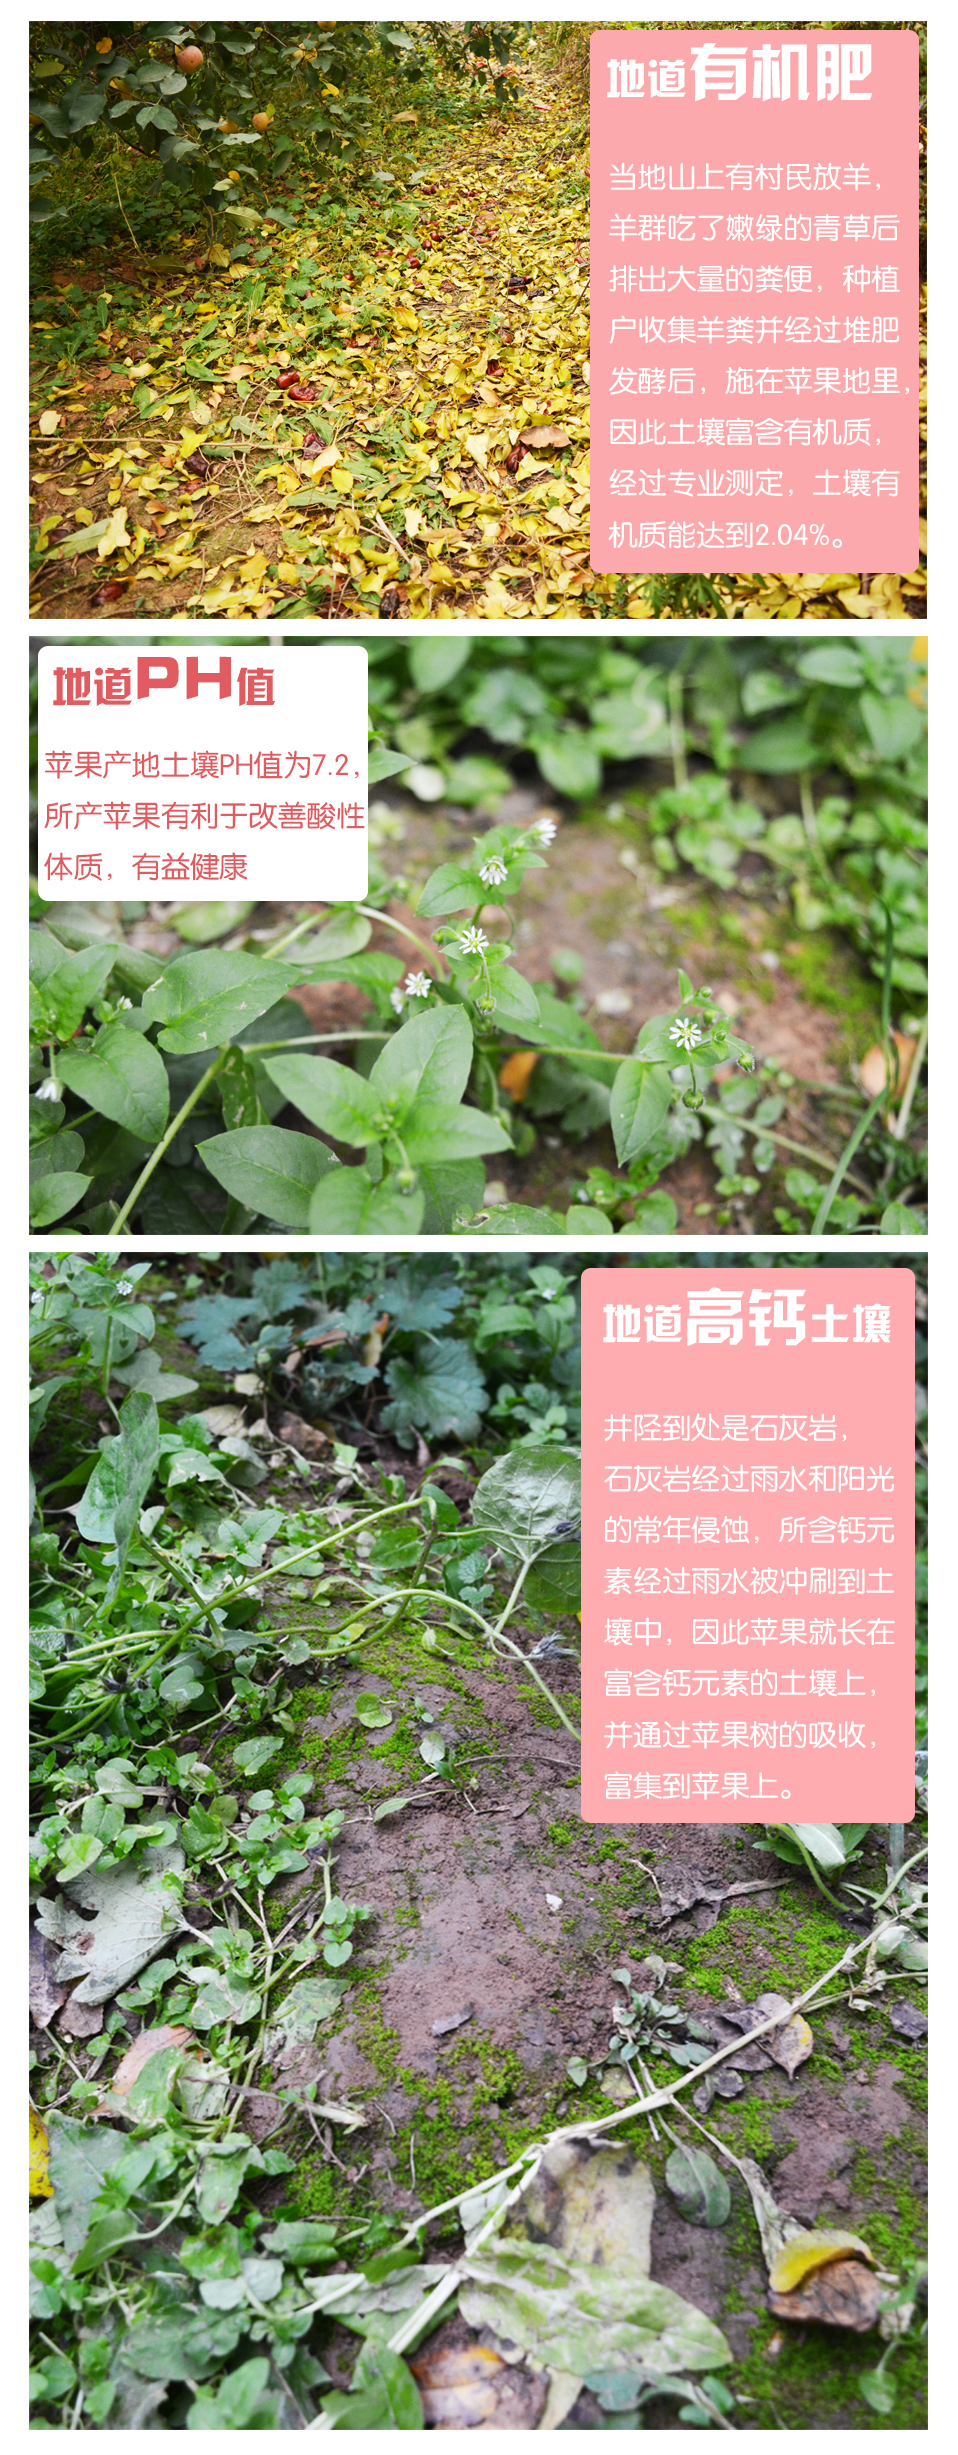 地道有机肥
当地山上有村民放羊，
羊群吃了嫩绿的青草后
排出大量的粪便，种植
户收集羊粪并经过堆肥
发酵后，施在苹果地里，
因此土壤富含有机质，
经过专业测定，土壤有
机质能达到2.04%。
地道PH值
苹果产地土壤PH值为7.2，
所产苹果有利于改善酸性
体质，有益健康
地道高钙土壤
井陉到处是石灰岩，
石灰岩经过雨水和阳光
的常年侵蚀，所含钙元
素经过雨水被冲刷到土
壤中，因此苹果就长在
富含钙元素的土壤上，
并通过苹果树的吸收，
富集到苹果上。